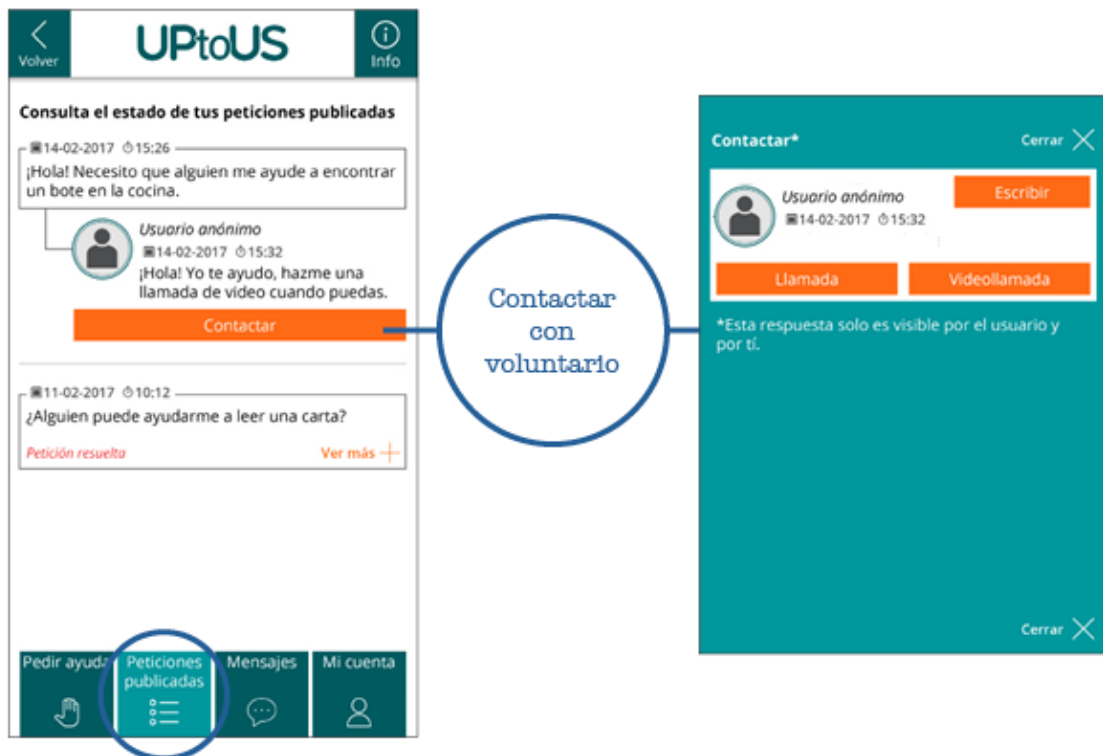 Volver
UPtoUS
Info
Consulta el estado de tus peticiones publicadas
14-02-2017 15:26
¡Hola! Necesito que alguien me ayude a encontrar
un bote en la cocina.
Usuario anónimo
14-02-2017 15:32
¡Hola! Yo te ayudo, hazme una
llamada de video cuando puedas.
Contactar
11-02-2017 10:12
¿Alguien puede ayudarme a leer una carta?
Petición resuelta
Ver más
Pedir ayuda
Peticiones
publicadas
Mensajes
Mi cuenta
Contactar
con
voluntario
Contactar*
Cerrar
Usuario anónimo
14-02-2017 15:32
Escribir
Llamada
Videollamada
*Esta respuesta solo es visible por el usuario y
por tí.
Cerrar